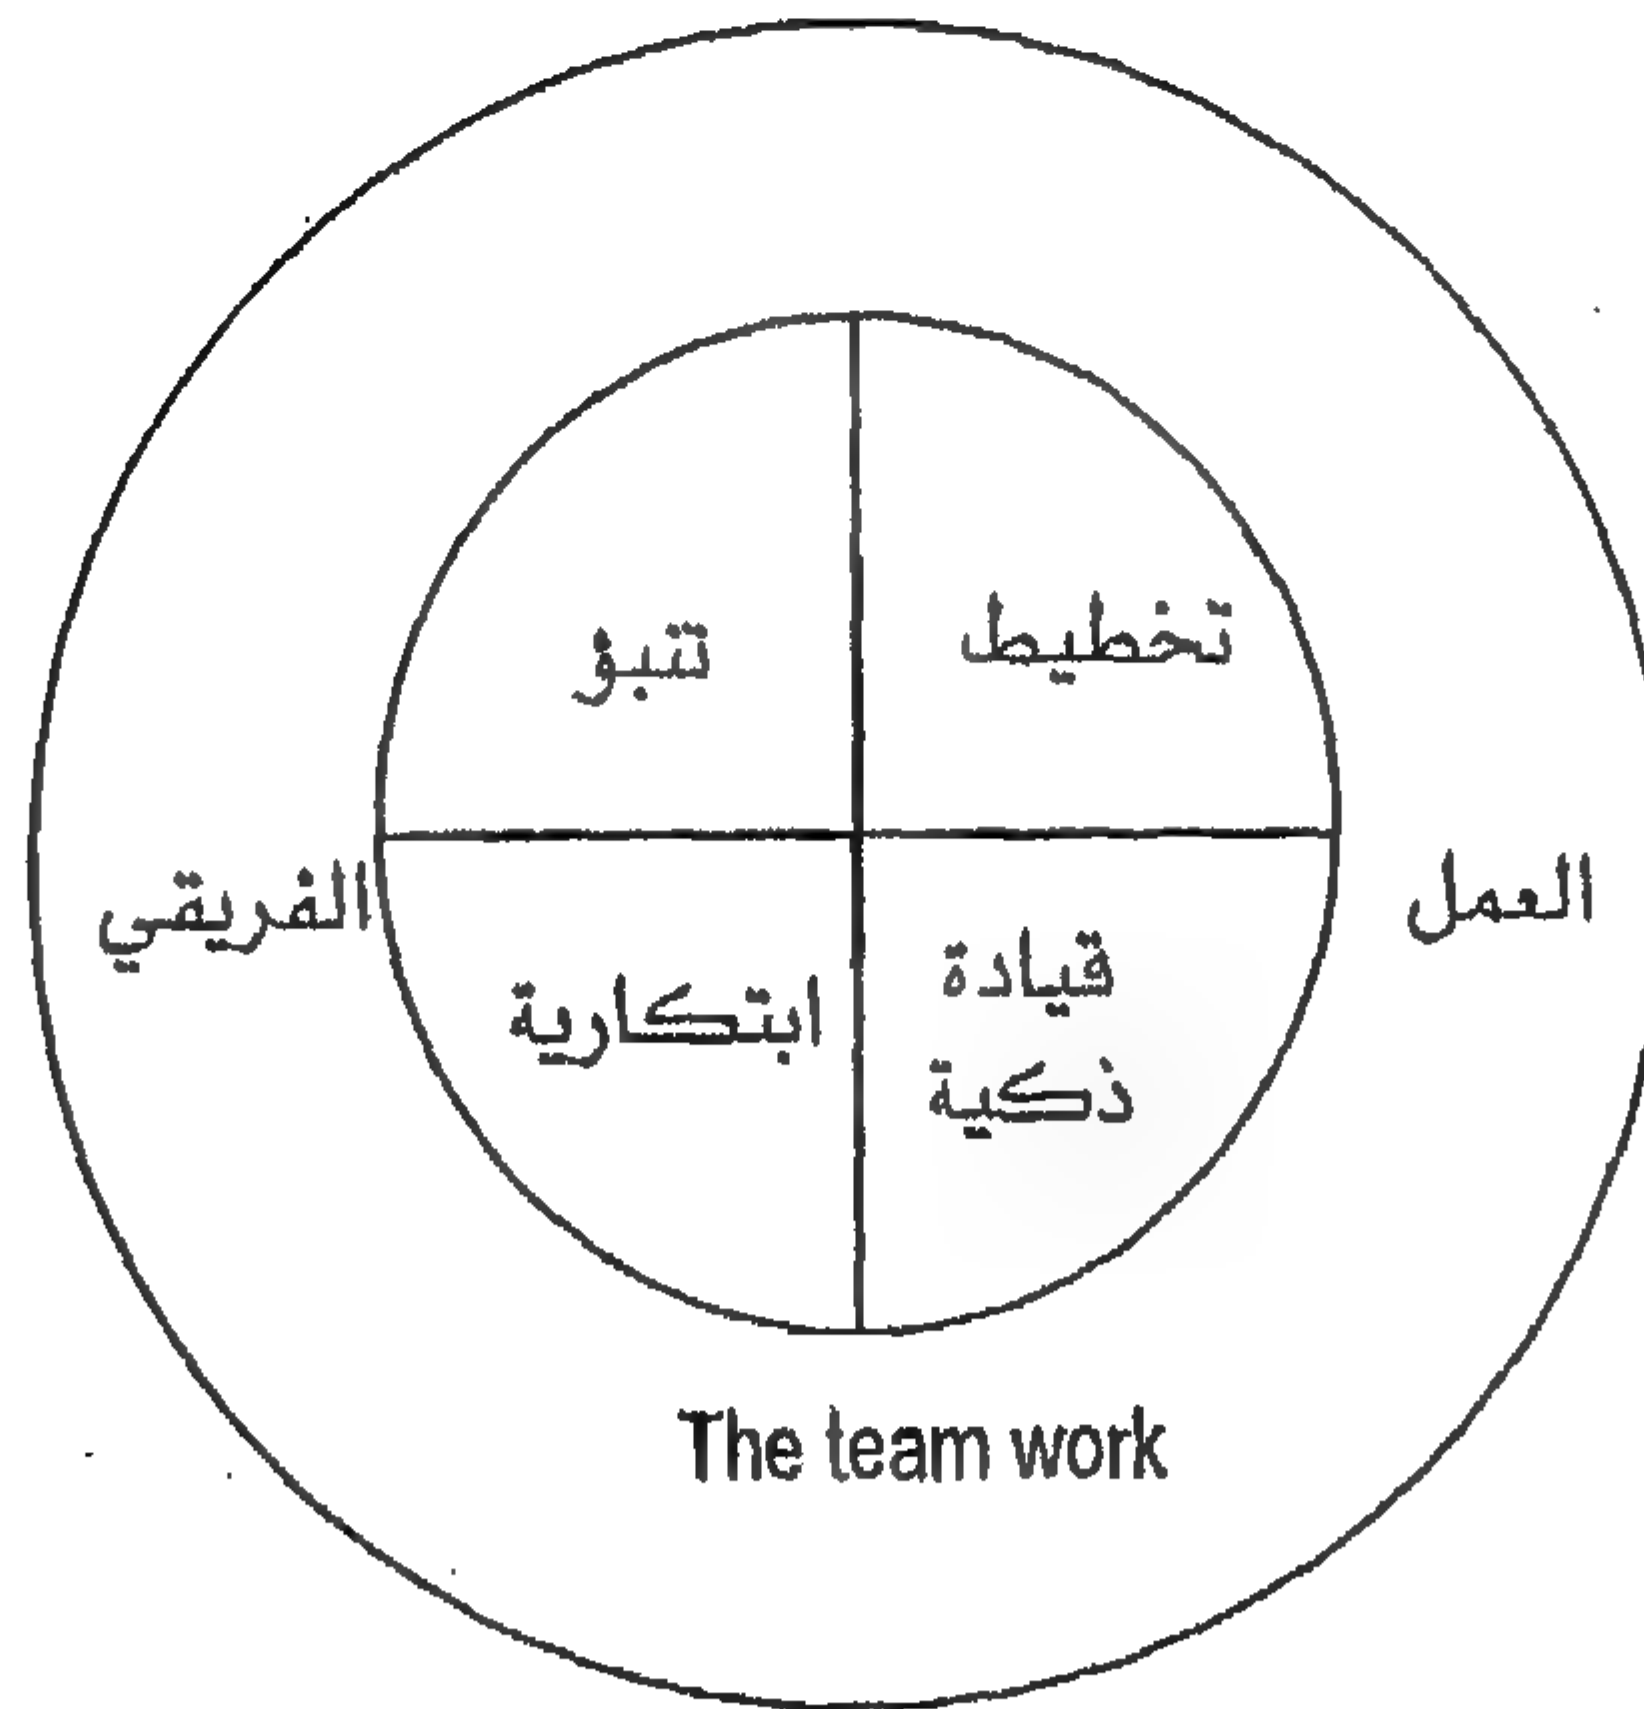 تخطيط
تنبؤ
العمل
الفريقي
قيادة
ذكية
ابتكارية
The team work